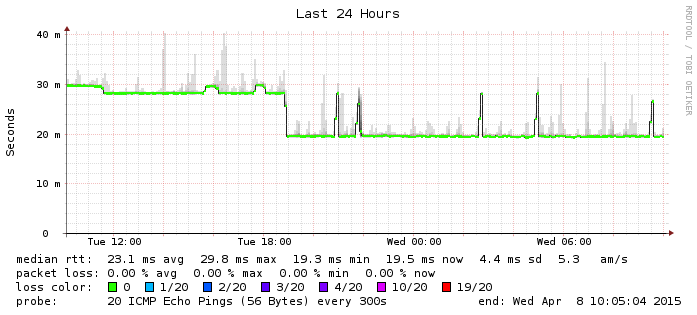 Last 24 Hours
RRDTOOL / TOBI OETIKER
Seconds
40 m
30 m
20 m
10 m
0
Tue 12:00 Tue 18:00 Wed 00:00 Wed 06:00
median rtt: 23.1 ms avg 29.8 ms max 19.3 ms min 19.5 ms now 4.4 ms sd 5.3 am/s
packet loss: 0.00 % avg 0.00 % max 0.00 % min 0.00 % now
loss color: 0 1/20 2/20 3/20 4/20 10/20 19/20
probe: 20 ICMP Echo Pings (56 Bytes) every 300s end: Wed Apr 8 10:05:04 2015